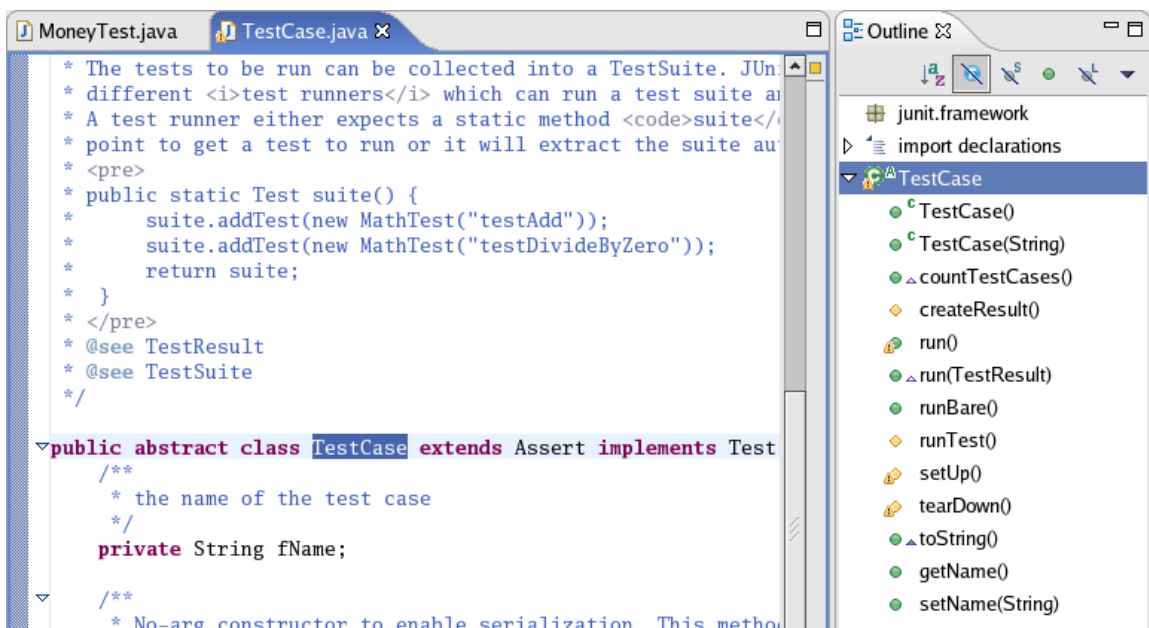 MoneyTest.java
TestCase.java
* The tests to be run can be collected into a TestSuite. JUn
* different <i>test runners</i> which can run a test suite a
* A test runner either expects a static method <code>suite</
* point to get a test to run or it will extract the suite au
* <pre>
* public static Test suite() {
*      suite.addTest(new MathTest("testAdd"));
*      suite.addTest(new MathTest("testDivideByZero"));
*      return suite;
*  }
* </pre>
* @see TestResult
* @see TestSuite
*/
public abstract class TestCase extends Assert implements Test
/**
* the name of the test case
*/
private String fName;
/**
* No-arg constructor to enable serialization. This metho
Outline
a z S L
junit.framework
import declarations
C A TestCase
C TestCase()
C TestCase(String)
countTestCases()
createResult()
run()
run(TestResult)
runBare()
runTest()
setUp()
tearDown()
toString()
getName()
setName(String)